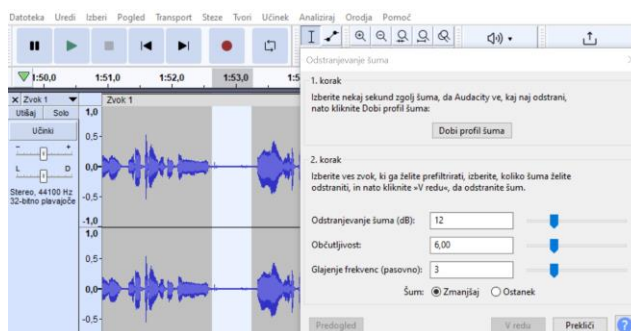 Datoteka Uredi Izberi Pogled Transport Steze Tvori Učinek Analiziraj Orodja Pomoč
1:50,0 1:51,0 1:52,0 1:53,0
Odstranjevanje šuma
× Zvok 1
Zvok 1
Utišaj Solo
Učinki
- +
L D
Stereo, 44100 Hz
32-bitno plavajoče
1,0
0,5-
0,0-
-0,5-
-1,0
1,0
0,5-
0,0-
-0,5-
1. korak
Izberite nekaj sekund zgolj šuma, da Audacity ve, kaj naj odstrani,
nato kliknite Dobi profil šuma:
Dobi profil šuma
2. korak
Izberite ves zvok, ki ga želite prefiltrirati, izberite, koliko šuma želite
odstraniti, in nato kliknite »V redu«, da odstranite šum.
Odstranjevanje šuma (dB): 12
Občutljivost: 6,00
Glajenje frekvenc (pasovno): 3
Šum: Zmanjšaj Ostanek
Predogled V redu Prekliči ?